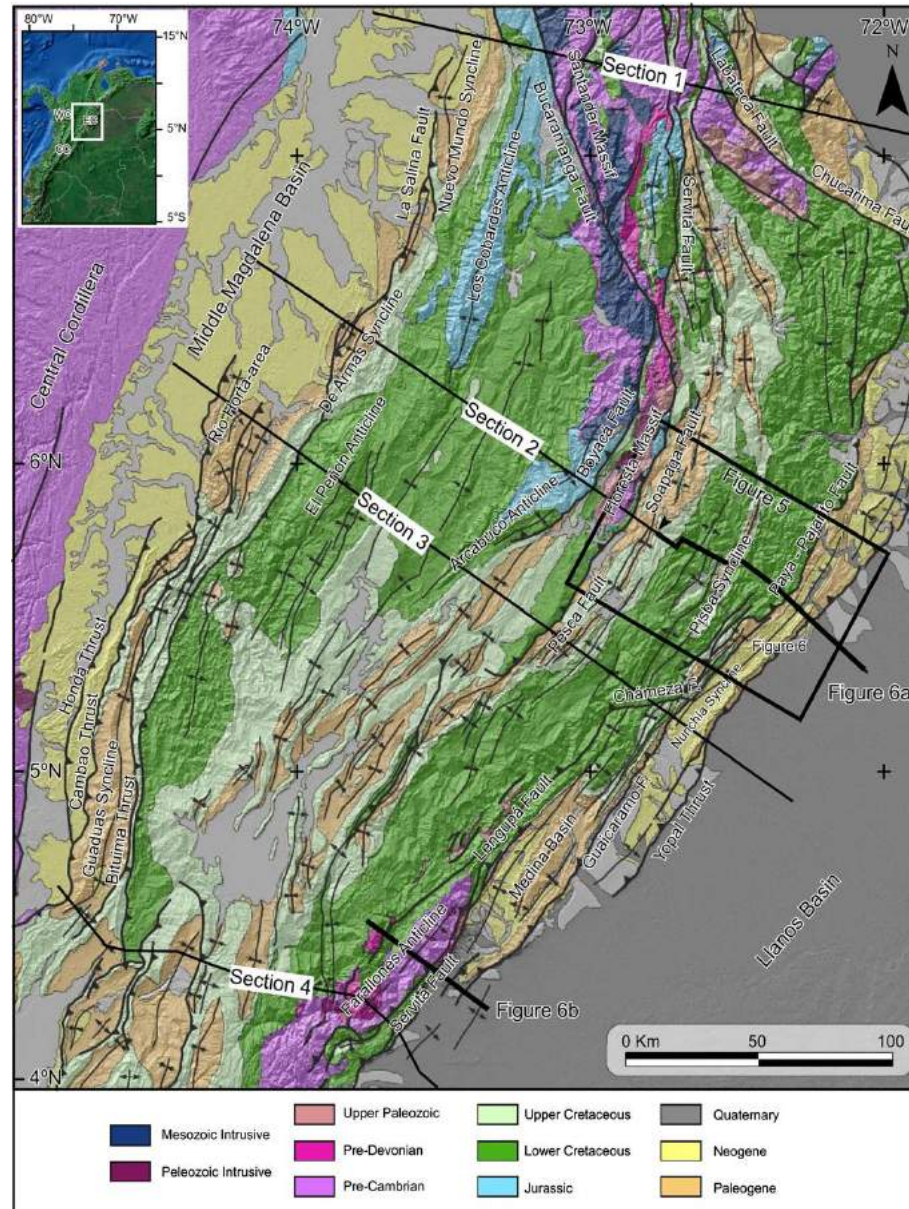 80°W
70°W
74°W
73°W
72°W
15°N
5°N
5°S
WC
EC
CC
N
Section 1
Santander Massif
Bucaramanga Fault
Labateca Fault
Chucarima Fau
Servita Fault
La Salina Fault
Nuevo Mundo Syncline
Los Cobardes Anticline
Middle Magdalena Basin
Central Cordillera
De Armas Syncline
Rio Horta-area
El Peñon Anticline
Section 2
Section 3
6°N
Boyaca Fault
Floresta Massif
Soapaga Fault
Arcabuco Anticline
Figure 5
Paya - Pajarito Fault
Pisba Syncline
Pesca Fault
Figure 6
Figure 6a
Chámeza F.
Nunchia Syncline
Honda Thrust
Cambao Thrust
Guaduas Syncline
Bituima Thrust
5°N
Lengupá Fault
Medina Basin
Guaicaramo F.
Yopal Thrust
Llanos Basin
Section 4
Farallones Anticline
Servitá Fault
Figure 6b
0 Km 50 100
4°N
Mesozoic Intrusive
Peleozoic Intrusive
Upper Paleozoic
Pre-Devonian
Pre-Cambrian
Upper Cretaceous
Lower Cretaceous
Jurassic
Quaternary
Neogene
Paleogene